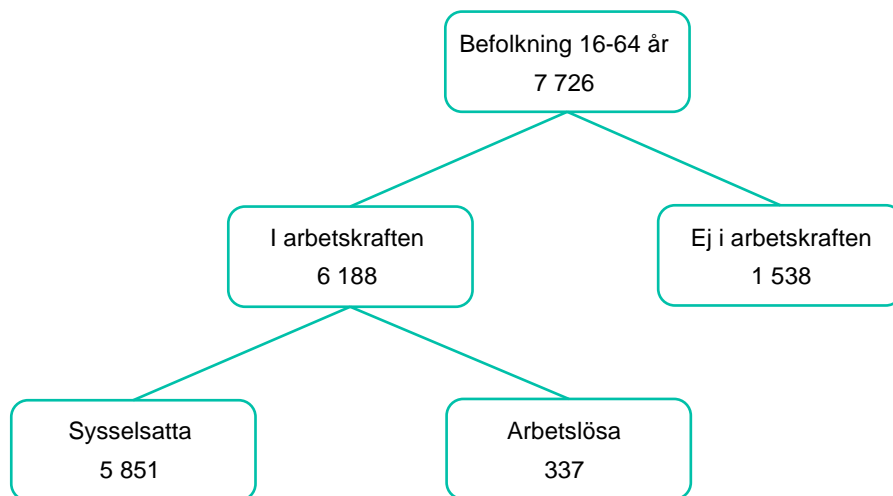 Befolkning 16-64 år
7 726
I arbetskraften
6 188
Ej i arbetskraften
1 538
Sysselsatta
5 851
Arbetslösa
337